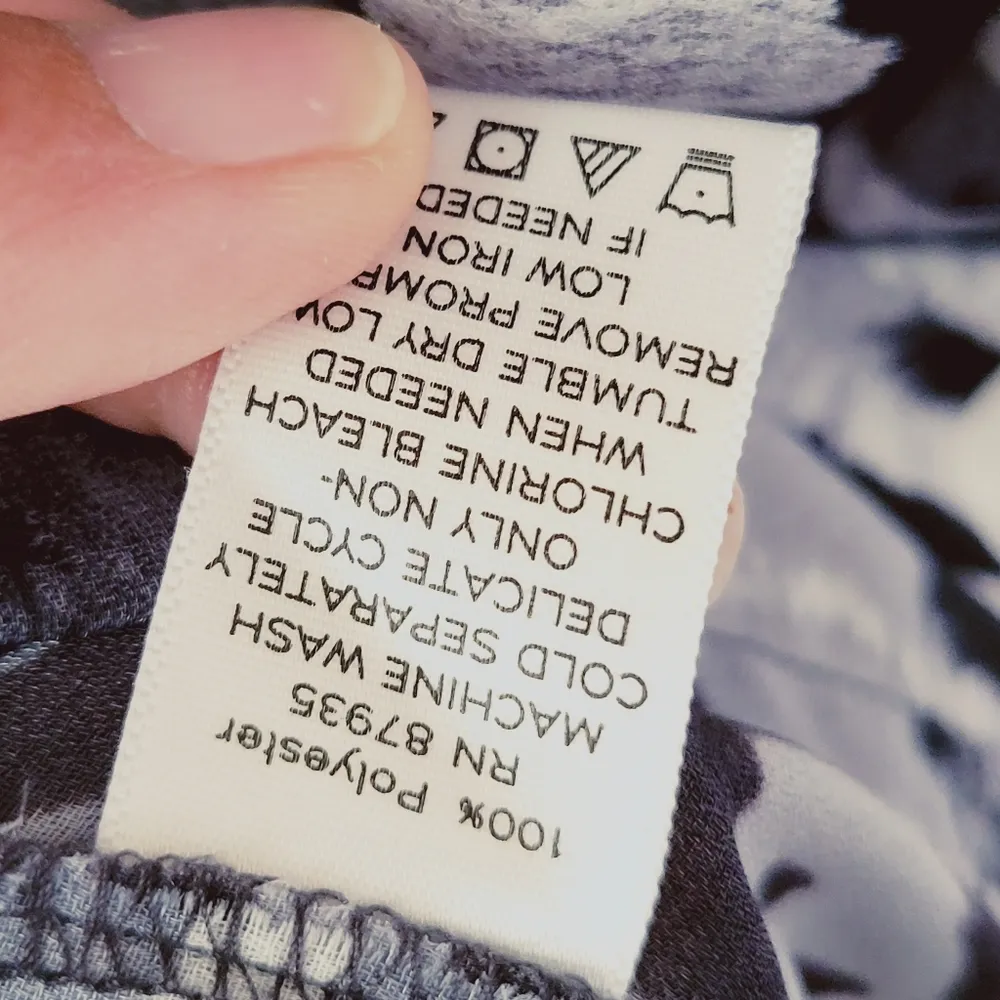 100% Polyester
RN 87935
MACHINE WASH
COLD SEPARATELY
DELICATE CYCLE
ONLY NON-
CHLORINE BLEACH
WHEN NEEDED
TUMBLE DRY LOW
REMOVE PROMP
LOW IRON
IF NEEDED